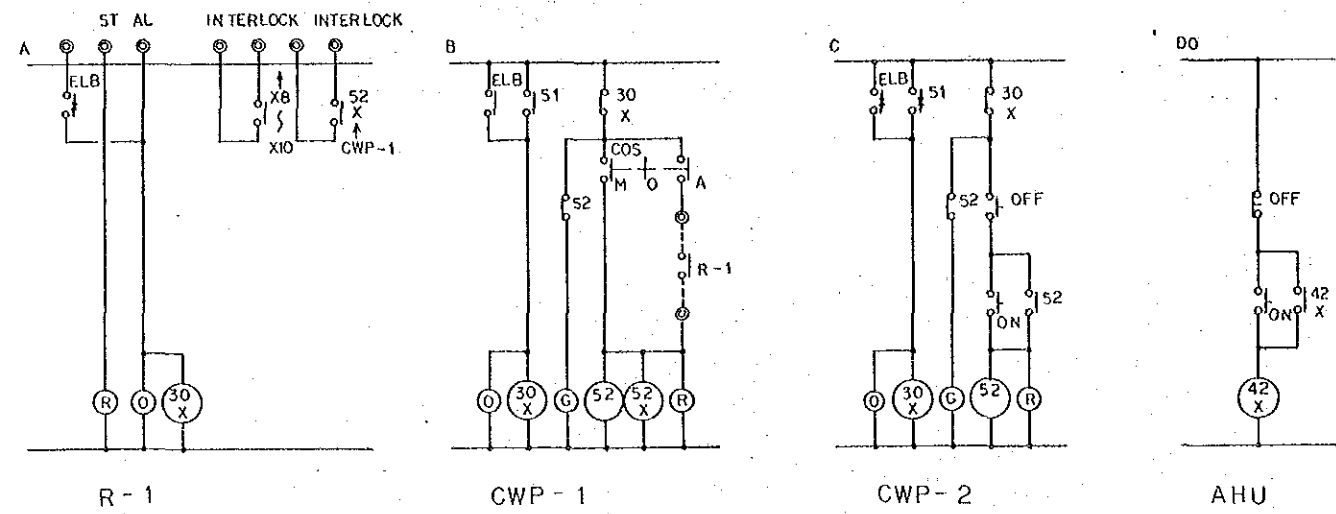 ST AL INTERLOCK INTERLOCK
A
ELB
X8
X10
52
X
CWP-1
R O 30
X
R-1
B
ELB 51 30
X
COS
M O A
52
R-1
O 30
X G 52 52
X R
CWP-1
C
ELB 51 30
X
52 OFF
ON 52
O 30
X G 52 R
CWP-2
DO
OFF
ON 42
X
42
X
AHU